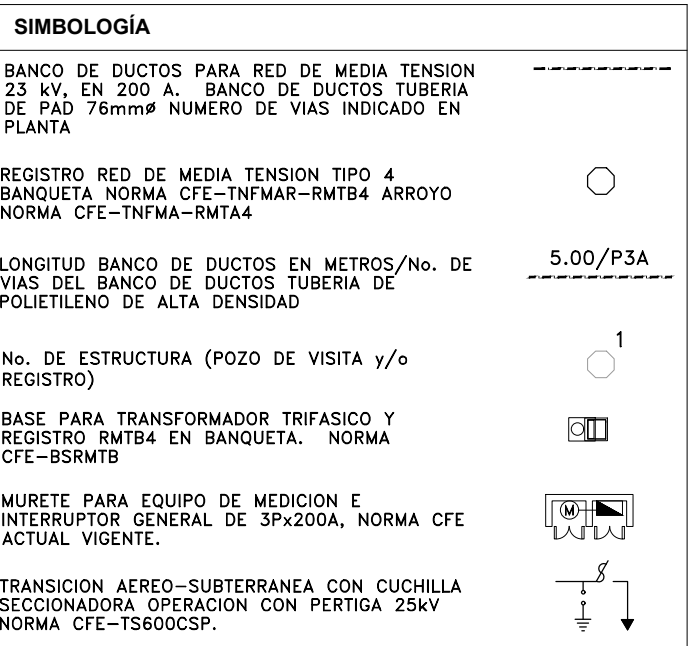 SIMBOLOGÍA
BANCO DE DUCTOS PARA RED DE MEDIA TENSION
23 kV, EN 200 A. BANCO DE DUCTOS TUBERIA
DE PAD 76mmø NUMERO DE VIAS INDICADO EN
PLANTA
REGISTRO RED DE MEDIA TENSION TIPO 4
BANQUETA NORMA CFE-TNFMAR-RMTB4 ARROYO
NORMA CFE-TNFMA-RMTA4
LONGITUD BANCO DE DUCTOS EN METROS/No. DE
VIAS DEL BANCO DE DUCTOS TUBERIA DE
POLIETILENO DE ALTA DENSIDAD
5.00/P3A
No. DE ESTRUCTURA (POZO DE VISITA y/o
REGISTRO)
1
BASE PARA TRANSFORMADOR TRIFASICO Y
REGISTRO RMTB4 EN BANQUETA. NORMA
CFE-BSRMTB
MURETE PARA EQUIPO DE MEDICION E
INTERRUPTOR GENERAL DE 3Px200A, NORMA CFE
ACTUAL VIGENTE.
M
TRANSICION AEREO-SUBTERRANEA CON CUCHILLA
SECCIONADORA OPERACION CON PERTIGA 25kV
NORMA CFE-TS600CSP.